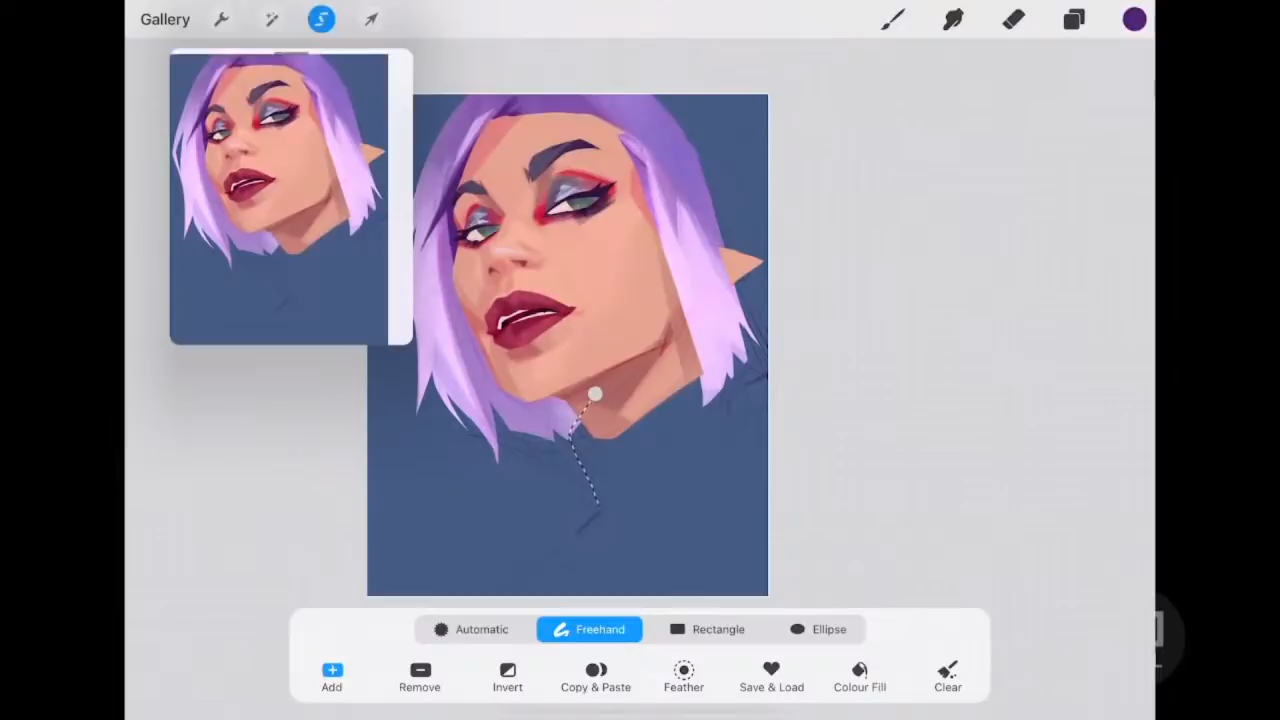 Gallery
Automatic Freehand Rectangle Ellipse
Add Remove Invert Copy & Paste Feather Save & Load Colour Fill Clear